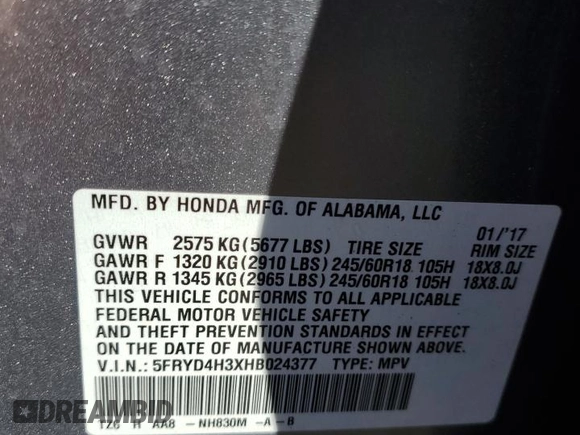 MFD. BY HONDA MFG. OF ALABAMA, LLC
01/'17
GVWR 2575 KG(5677 LBS) TIRE SIZE RIM SIZE
GAWR F 1320 KG(2910 LBS) 245/60R18 105H 18X8.0J
GAWR R 1345 KG(2965 LBS) 245/60R18 105H 18X8.0J
THIS VEHICLE CONFORMS TO ALL APPLICABLE
FEDERAL MOTOR VEHICLE SAFETY
AND THEFT PREVENTION STANDARDS IN EFFECT
ON THE DATE OF MANUFACTURE SHOWN ABOVE.
V.I.N.: 5FRYD4H3XHB024377 TYPE: MPV
AA8 - NH830M -A-B
DREAMBID